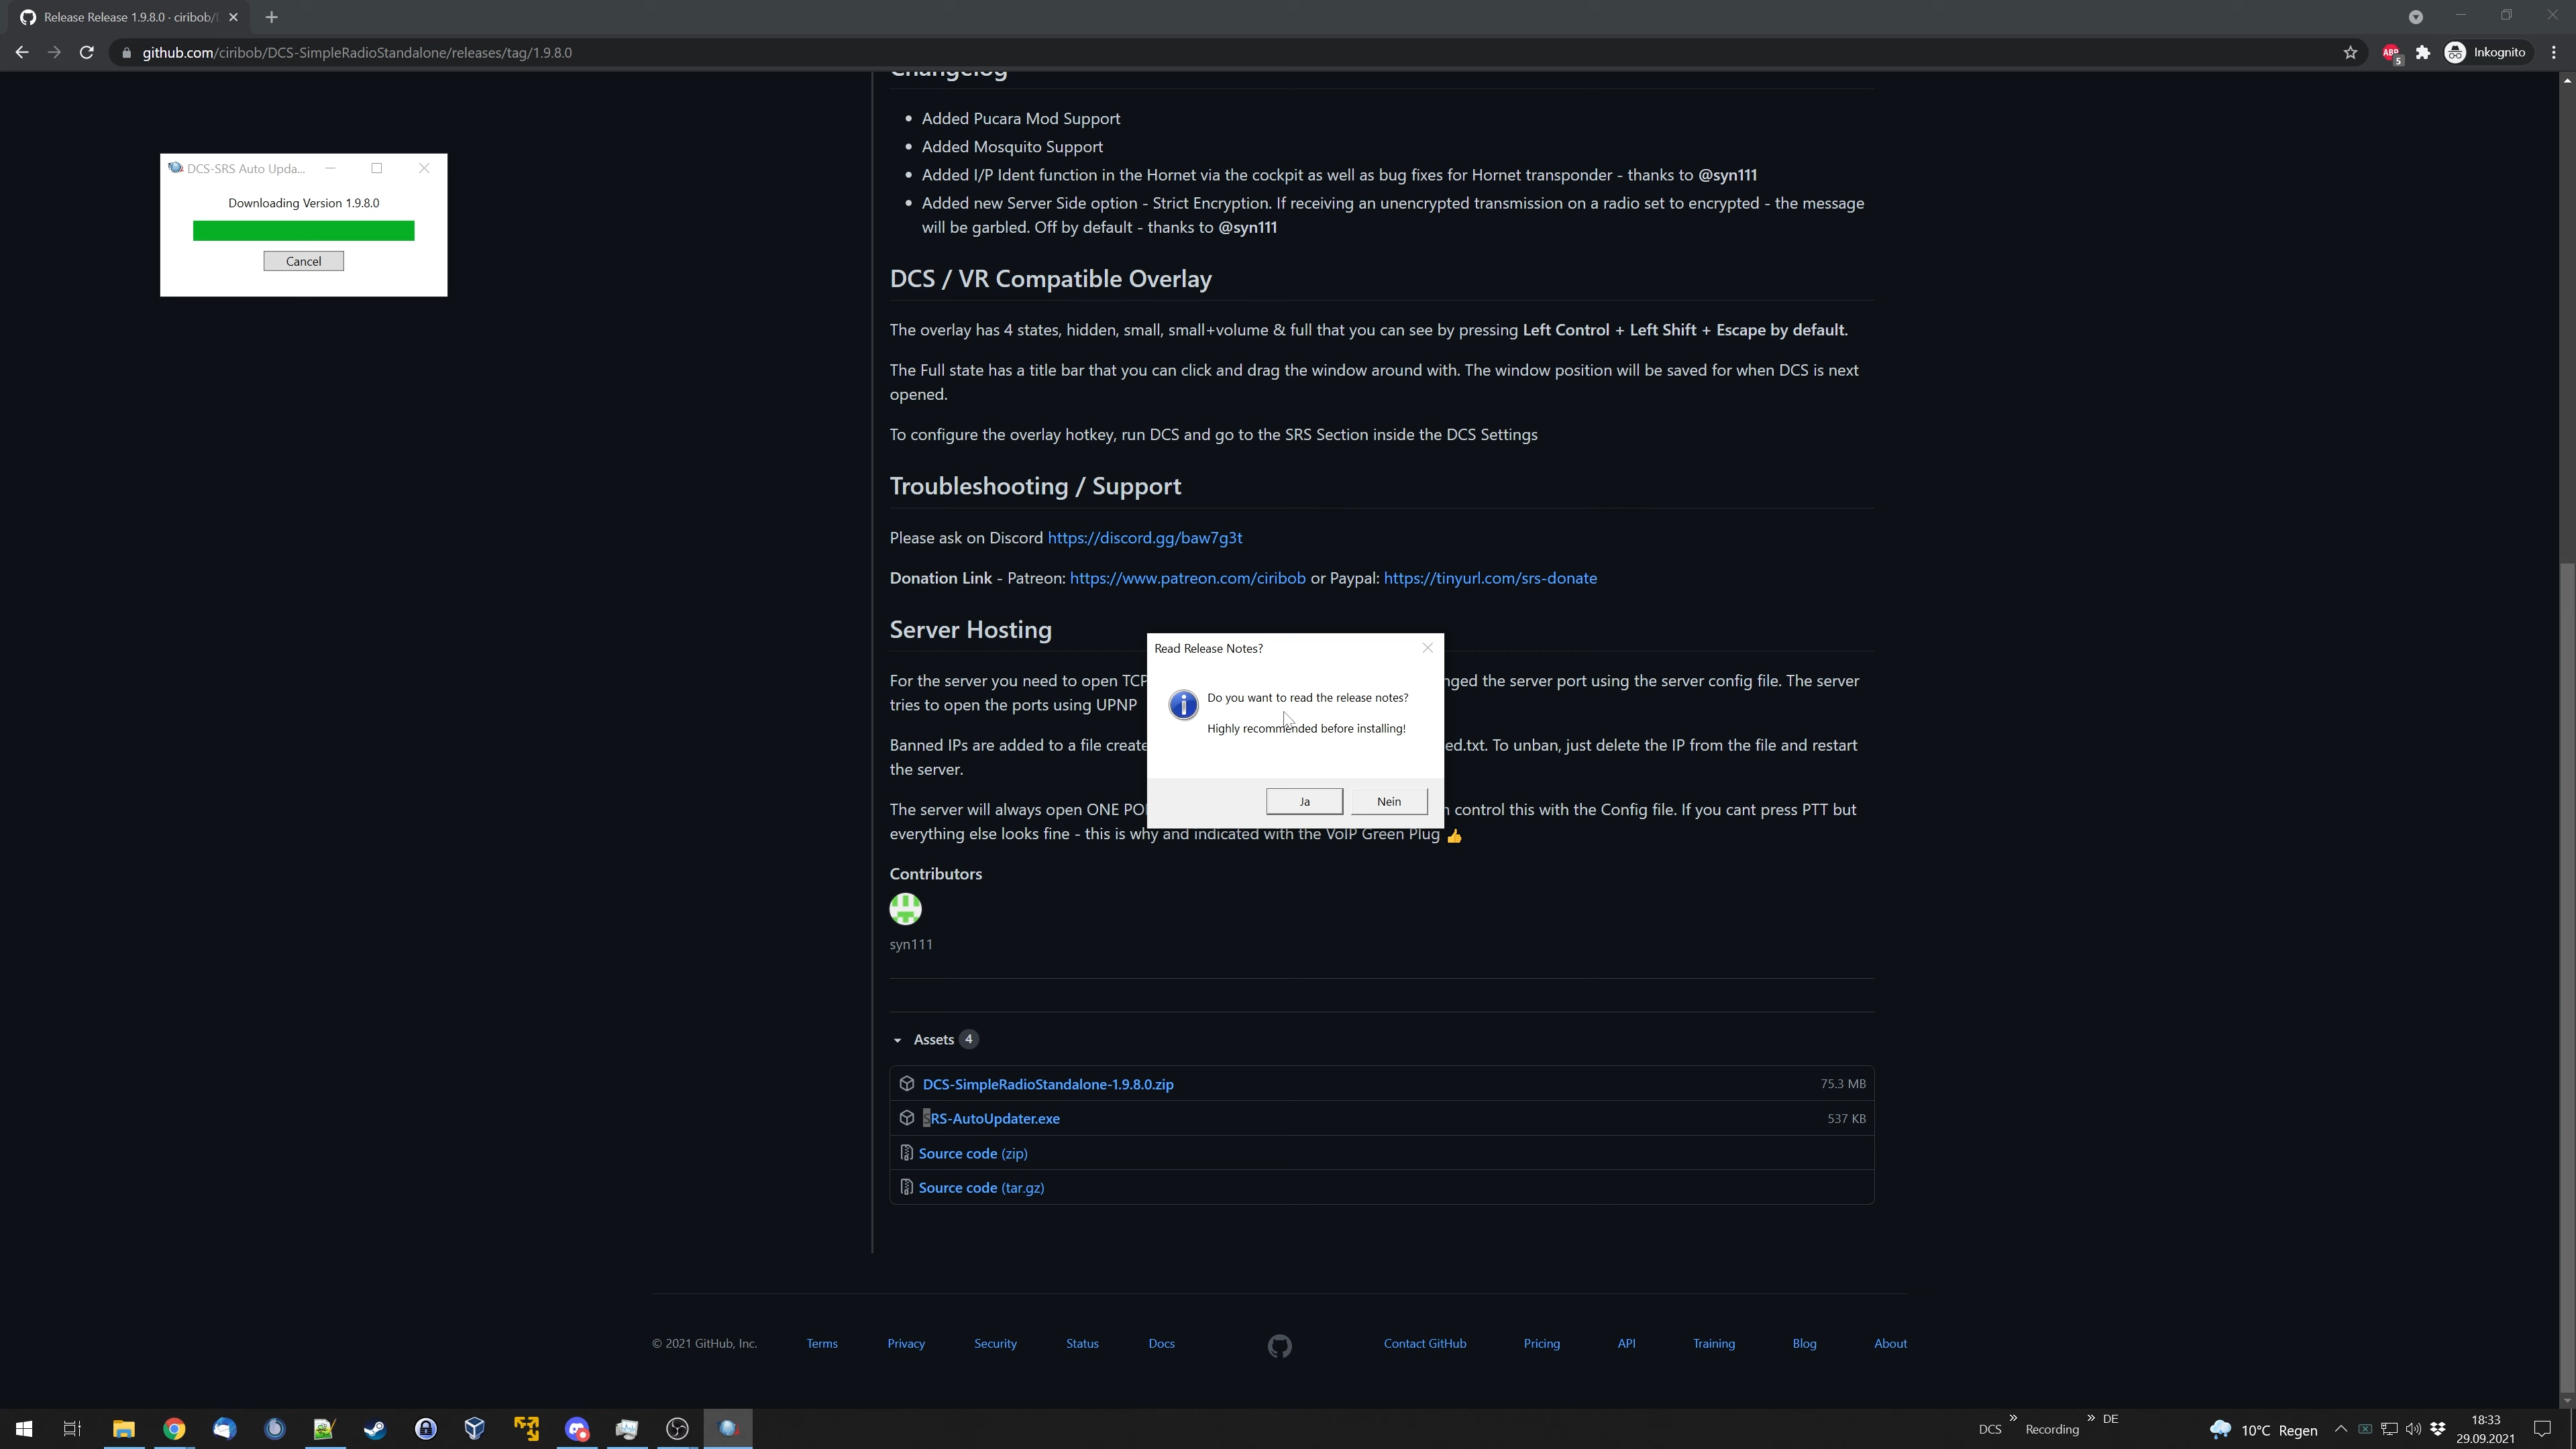 Release Release 1.9.8.0 · ciribob/
github.com/ciribob/DCS-SimpleRadioStandalone/releases/tag/1.9.8.0
ABP
5
Inkognito
Changelog
Added Pucara Mod Support
Added Mosquito Support
Added I/P Ident function in the Hornet via the cockpit as well as bug fixes for Hornet transponder - thanks to @syn111
Added new Server Side option - Strict Encryption. If receiving an unencrypted transmission on a radio set to encrypted - the message
will be garbled. Off by default - thanks to @syn111
DCS-SRS Auto Upda...
Downloading Version 1.9.8.0
Cancel
DCS / VR Compatible Overlay
The overlay has 4 states, hidden, small, small+volume & full that you can see by pressing Left Control + Left Shift + Escape by default.
The Full state has a title bar that you can click and drag the window around with. The window position will be saved for when DCS is next
opened.
To configure the overlay hotkey, run DCS and go to the SRS Section inside the DCS Settings
Troubleshooting / Support
Please ask on Discord https://discord.gg/baw7g3t
Donation Link - Patreon: https://www.patreon.com/ciribob or Paypal: https://tinyurl.com/srs-donate
Server Hosting
For the server you need to open TCP
nged the server port using the server config file. The server
tries to open the ports using UPNP
Banned IPs are added to a file create
ed.txt. To unban, just delete the IP from the file and restart
the server.
The server will always open ONE PO
control this with the Config file. If you cant press PTT but
everything else looks fine - this is why and indicated with the VoIP Green Plug 👍
Read Release Notes?
Do you want to read the release notes?
Highly recommended before installing!
Ja
Nein
Contributors
syn111
Assets 4
DCS-SimpleRadioStandalone-1.9.8.0.zip 75.3 MB
SRS-AutoUpdater.exe 537 KB
Source code (zip)
Source code (tar.gz)
© 2021 GitHub, Inc. Terms Privacy Security Status Docs Contact GitHub Pricing API Training Blog About
DCS » Recording » DE
10°C Regen
18:33
29.09.2021